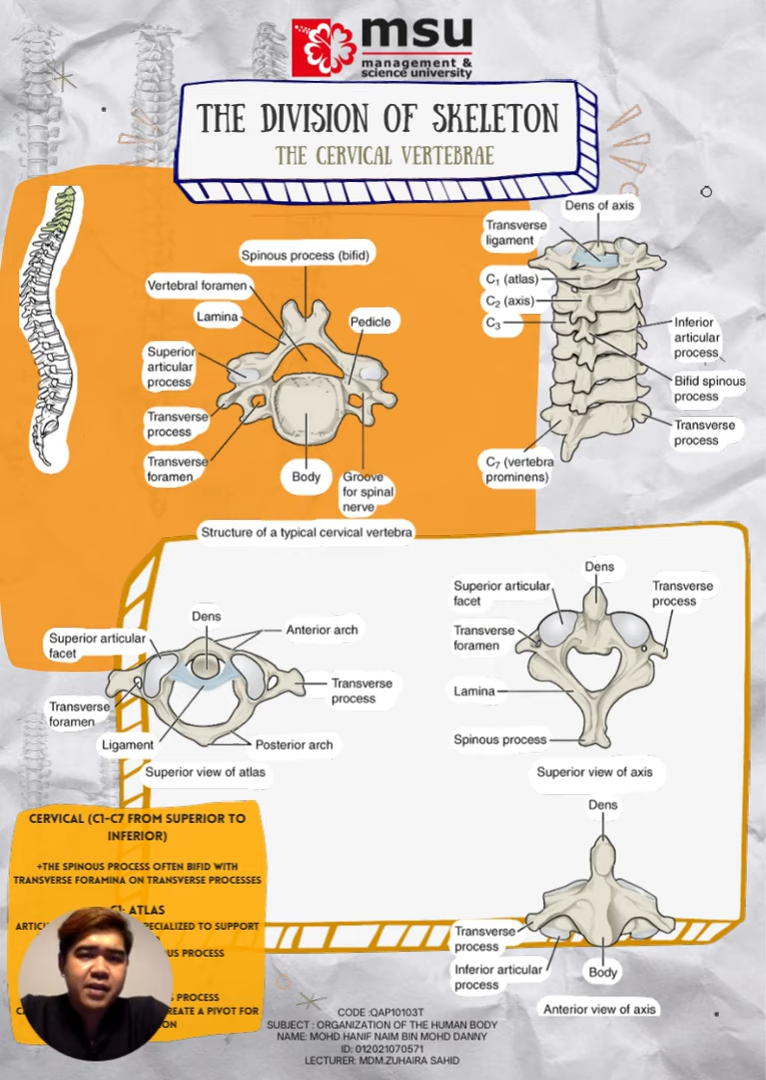 msu
management &
science university
THE DIVISION OF SKELETON
THE CERVICAL VERTEBRAE
Spinous process (bifid)
Vertebral foramen
Lamina
Pedicle
Superior
articular
process
Transverse
process
Transverse
foramen
Body
Groove
for spinal
nerve
Structure of a typical cervical vertebra
Dens of axis
Transverse
ligament
C1 (atlas)
C2 (axis)
C3
Inferior
articular
process
Bifid spinous
process
Transverse
process
C7 (vertebra
prominens)
Dens
Superior articular
facet
Anterior arch
Transverse
foramen
Transverse
process
Ligament
Posterior arch
Superior view of atlas
Dens
Superior articular
facet
Transverse
process
Transverse
foramen
Lamina
Spinous process
Superior view of axis
Dens
Transverse
process
Inferior articular
process
Body
Anterior view of axis
CERVICAL (C1-C7 FROM SUPERIOR TO
INFERIOR)
+THE SPINOUS PROCESS OFTEN BIFID WITH
TRANSVERSE FORAMINA ON TRANSVERSE PROCESSES
ATLAS
TO SUPPORT
PROCESS
PROCESS
A PIVOT FOR
CODE :QAP10103T
SUBJECT : ORGANIZATION OF THE HUMAN BODY
NAME: MOHD HANIF NAIM BIN MOHD DANNY
ID: 012021070571
LECTURER: MDM.ZUHAIRA SAHID